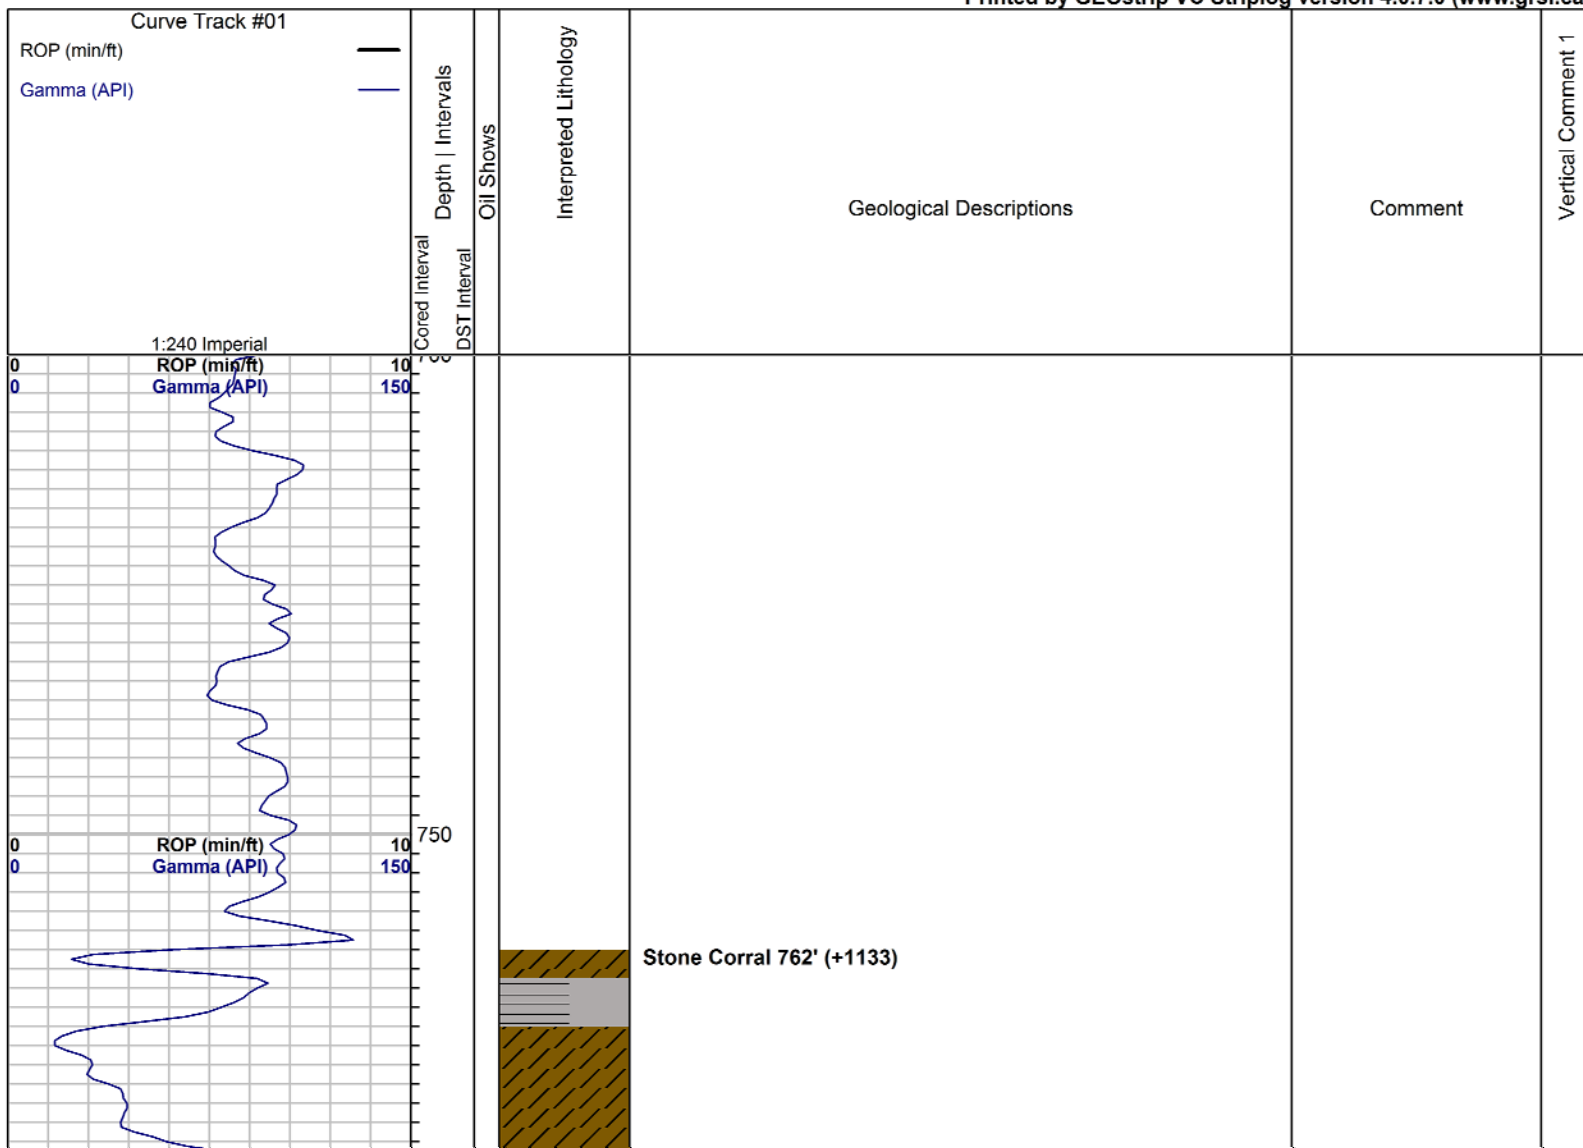 Curve Track #01
ROP (min/ft)
Gamma (API)
1:240 Imperial
Cored Interval
Depth | Intervals
DST Interval
Oil Shows
Interpreted Lithology
Geological Descriptions
Comment
Vertical Comment 1
0 ROP (min/ft) 10
0 Gamma (API) 150
750
0 ROP (min/ft) 10
0 Gamma (API) 150
Stone Corral 762' (+1133)